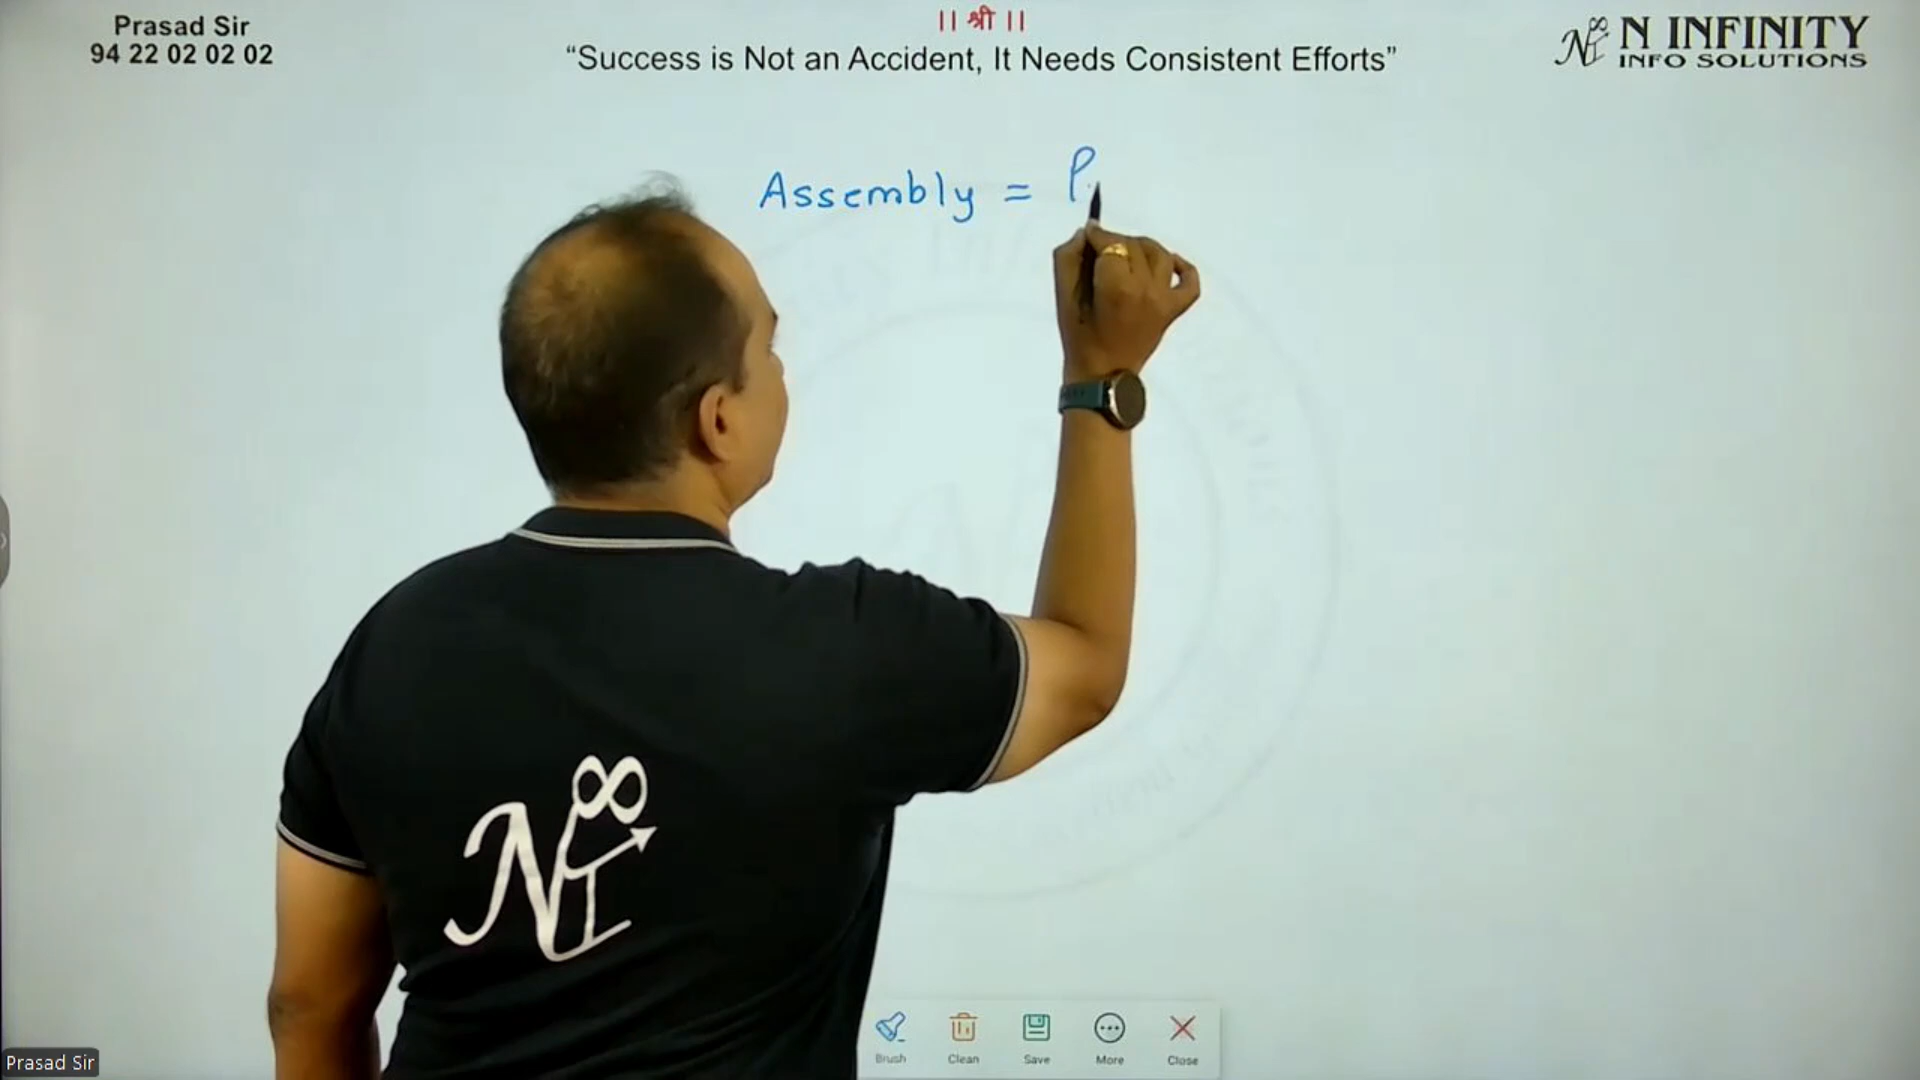 Prasad Sir
94 22 02 02 02
|| श्री ||
“Success is Not an Accident, It Needs Consistent Efforts”
N INFINITY
INFO SOLUTIONS
Assembly = P
Brush
Clean
Save
More
Close
Prasad Sir